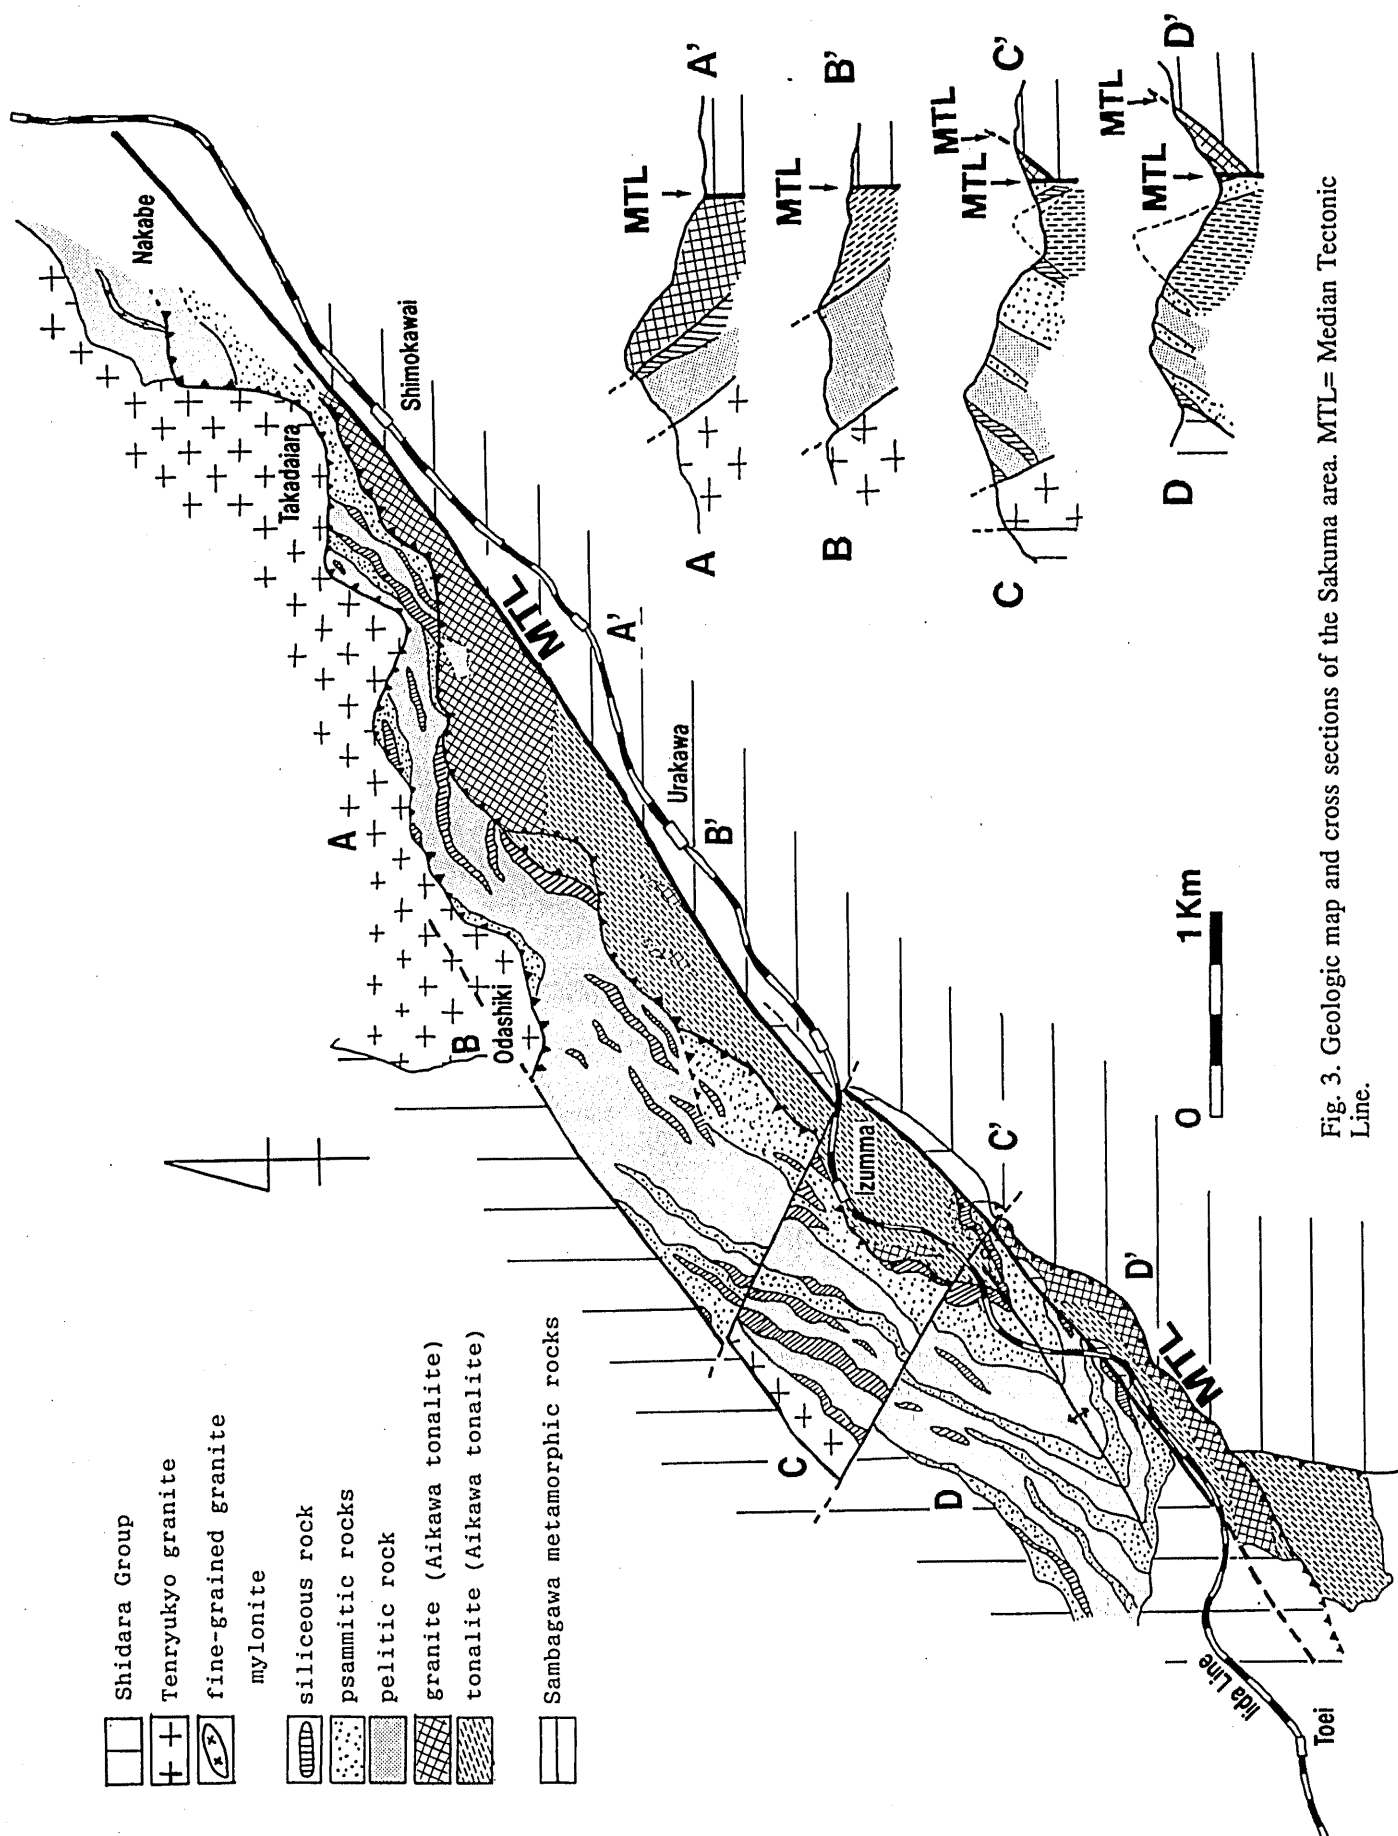 Shidara Group
Tenryukyo granite
fine-grained granite
mylonite
siliceous rock
psammitic rocks
pelitic rock
granite (Aikawa tonalite)
tonalite (Aikawa tonalite)
Sambagawa metamorphic rocks
Nakabe
Takadaiara
Shimokawai
MTL
A
A'
Urakawa
B
B'
Odashiki
Izumma
C
C'
D
D'
MTL
Iida Line
Toei
0 1 Km
A MTL A'
B MTL B'
C MTL MTL C'
D MTL MTL D'
Fig. 3. Geologic map and cross sections of the Sakuma area. MTL= Median Tectonic
Line.